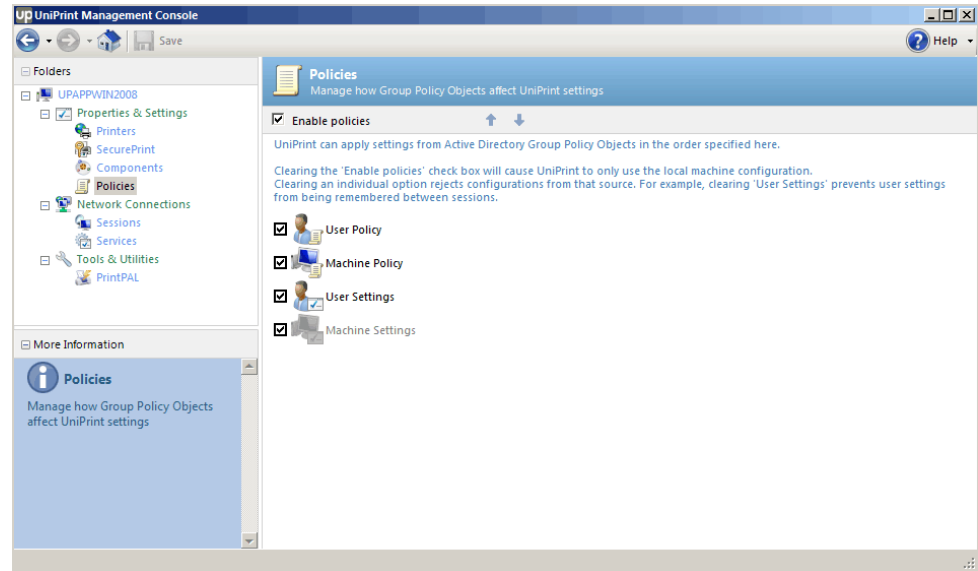 up UniPrint Management Console
Save
Help
Folders
Policies
Manage how Group Policy Objects affect UniPrint settings
UPAPPWIN2008
Properties & Settings
Printers
SecurePrint
Components
Policies
Network Connections
Sessions
Services
Tools & Utilities
PrintPAL
Enable policies
UniPrint can apply settings from Active Directory Group Policy Objects in the order specified here.
Clearing the 'Enable policies' check box will cause UniPrint to only use the local machine configuration.
Clearing an individual option rejects configurations from that source. For example, clearing 'User Settings' prevents user settings
from being remembered between sessions.
User Policy
Machine Policy
User Settings
Machine Settings
More Information
Policies
Manage how Group Policy Objects
affect UniPrint settings